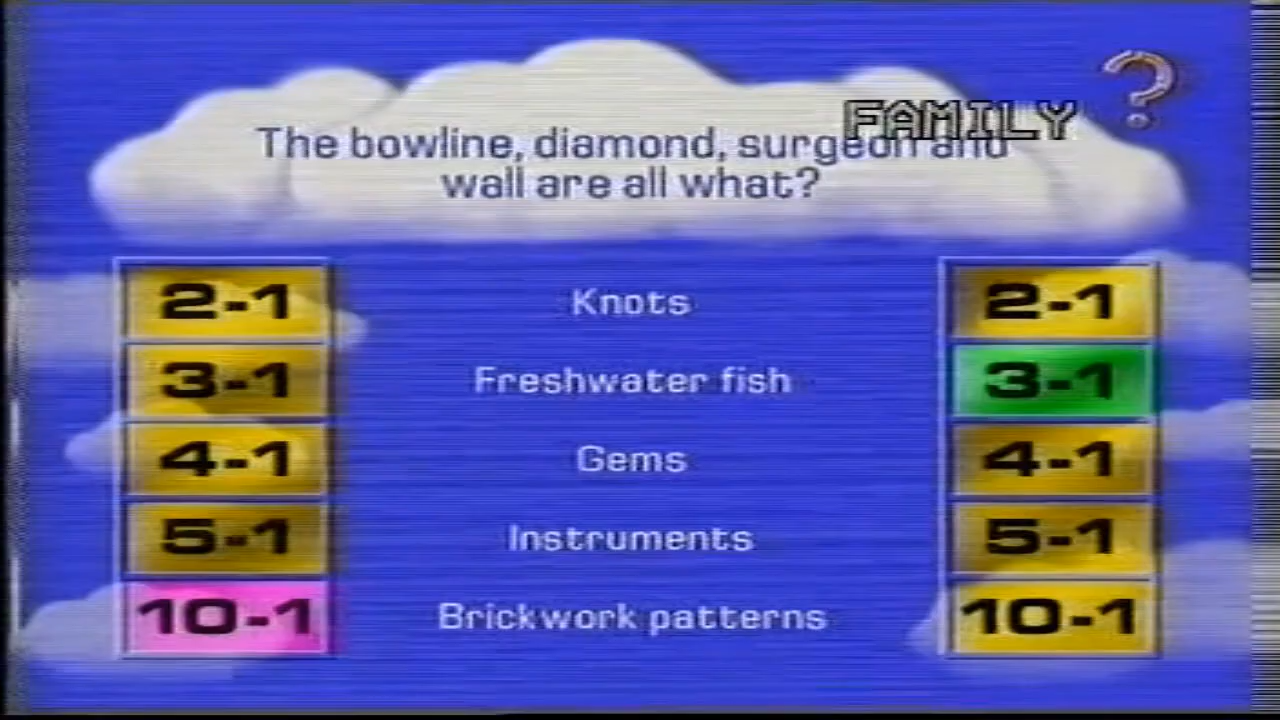 FAMILY ?
The bowline, diamond, surgeon and
wall are all what?
2-1 Knots 2-1
3-1 Freshwater fish 3-1
4-1 Gems 4-1
5-1 Instruments 5-1
10-1 Brickwork patterns 10-1